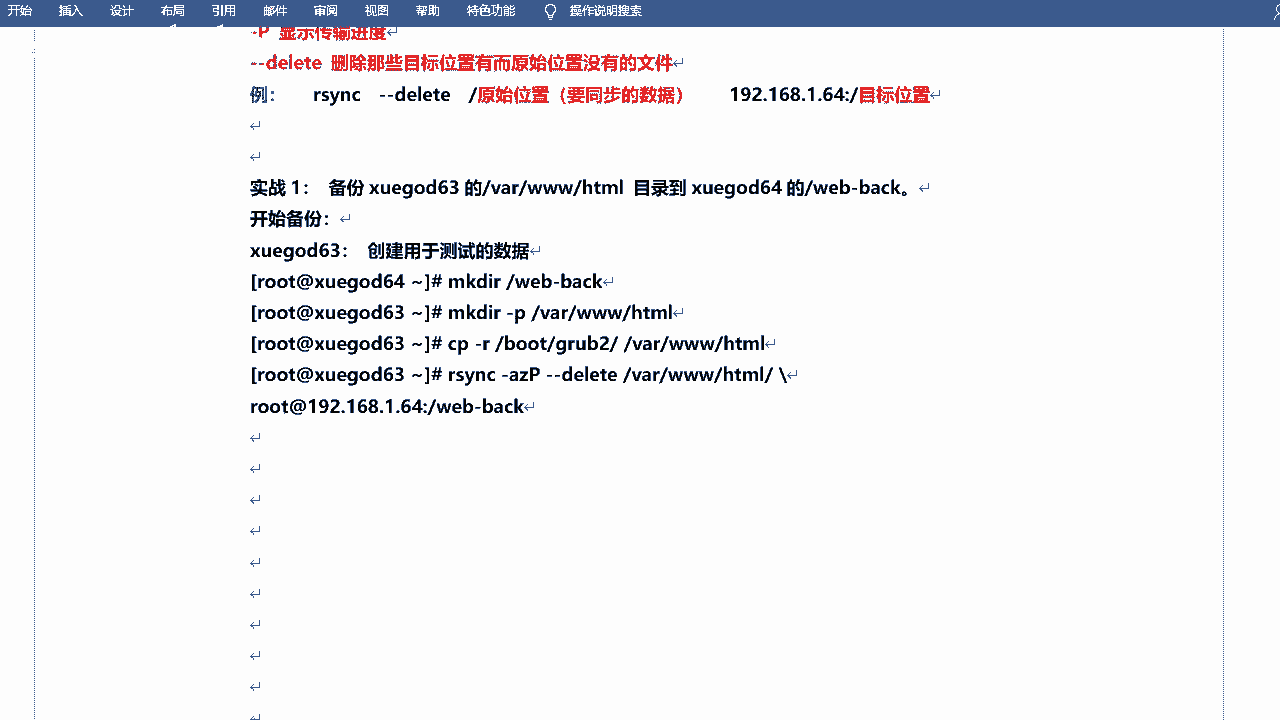 开始 插入 设计 布局 引用 邮件 审阅 视图 帮助 特色功能 操作说明搜索
-P 显示传输进度
--delete 删除那些目标位置有而原始位置没有的文件
例： rsync --delete /原始位置（要同步的数据） 192.168.1.64:/目标位置
实战 1： 备份 xuegod63 的/var/www/html 目录到 xuegod64 的/web-back。
开始备份：
xuegod63： 创建用于测试的数据
[root@xuegod64 ~]# mkdir /web-back
[root@xuegod63 ~]# mkdir -p /var/www/html
[root@xuegod63 ~]# cp -r /boot/grub2/ /var/www/html
[root@xuegod63 ~]# rsync -azP --delete /var/www/html/ \
root@192.168.1.64:/web-back